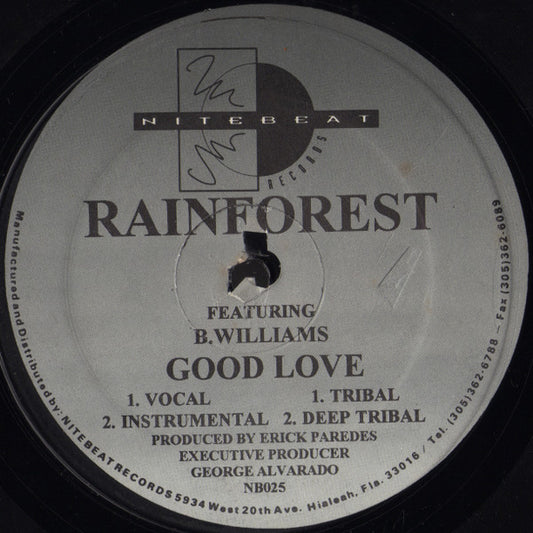 NITEBEAT
RECORDS
RAINFOREST
FEATURING
B.WILLIAMS
GOOD LOVE
1. VOCAL 1. TRIBAL
2. INSTRUMENTAL 2. DEEP TRIBAL
PRODUCED BY ERICK PAREDES
EXECUTIVE PRODUCER
GEORGE ALVARADO
NB025
Manufactured and Distributed by: NITEBEAT RECORDS 5934 West 20th Ave. Hialeah, Fla. 33016 / Tel. (305)362-6788 – Fax (305)362-6089